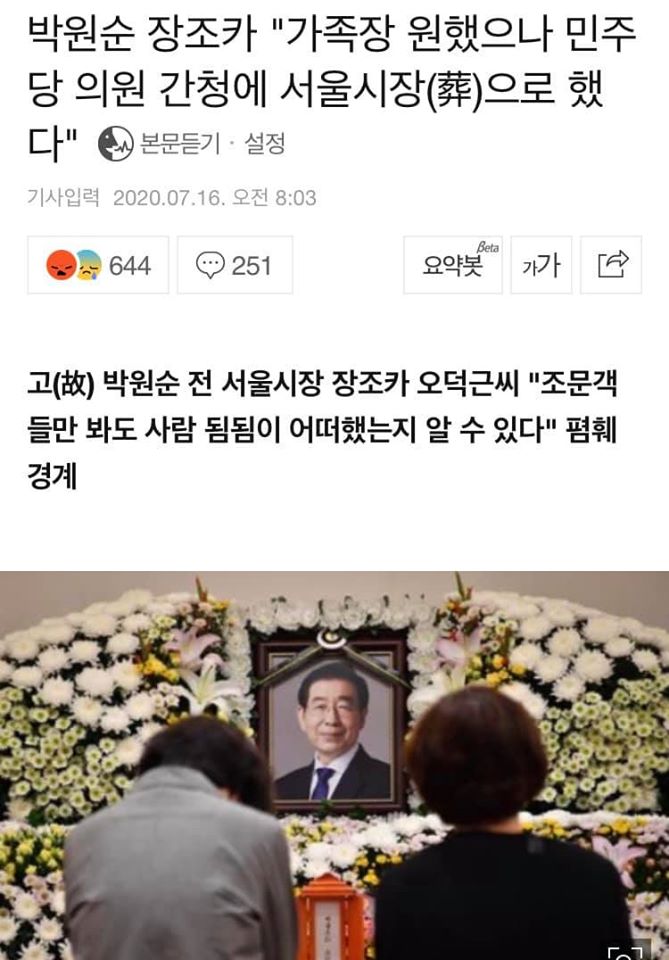 박원순 장조카 "가족장 원했으나 민주
당 의원 간청에 서울시장(葬)으로 했
다" 본문듣기 · 설정
기사입력 2020.07.16. 오전 8:03
644 251 요약봇 Beta 가가
고(故) 박원순 전 서울시장 장조카 오덕근씨 "조문객
들만 봐도 사람 됨됨이 어떠했는지 알 수 있다" 폄훼
경계